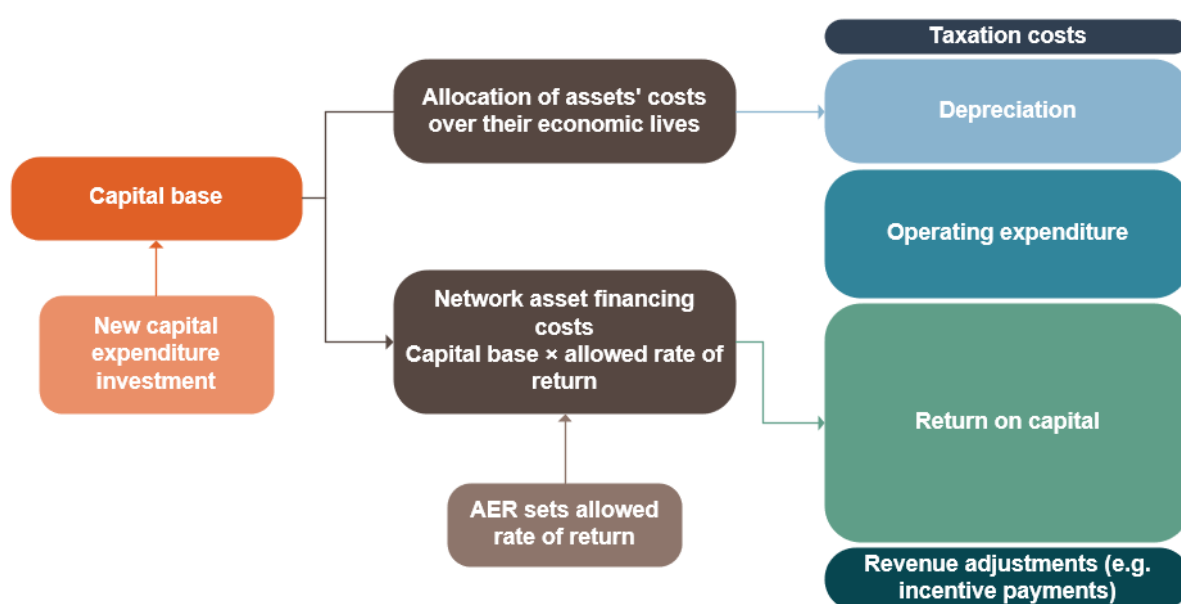 Taxation costs
Allocation of assets' costs
over their economic lives
Depreciation
Capital base
Operating expenditure
Network asset financing
costs
Capital base × allowed rate of
return
New capital
expenditure
investment
Return on capital
AER sets allowed
rate of return
Revenue adjustments (e.g.
incentive payments)